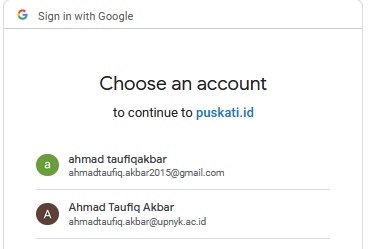 Sign in with Google
Choose an account
to continue to puskati.id
a
ahmad taufiqakbar
ahmadtaufiq.akbar2015@gmail.com
A
Ahmad Taufiq Akbar
ahmadtaufiq.akbar@upnyk.ac.id